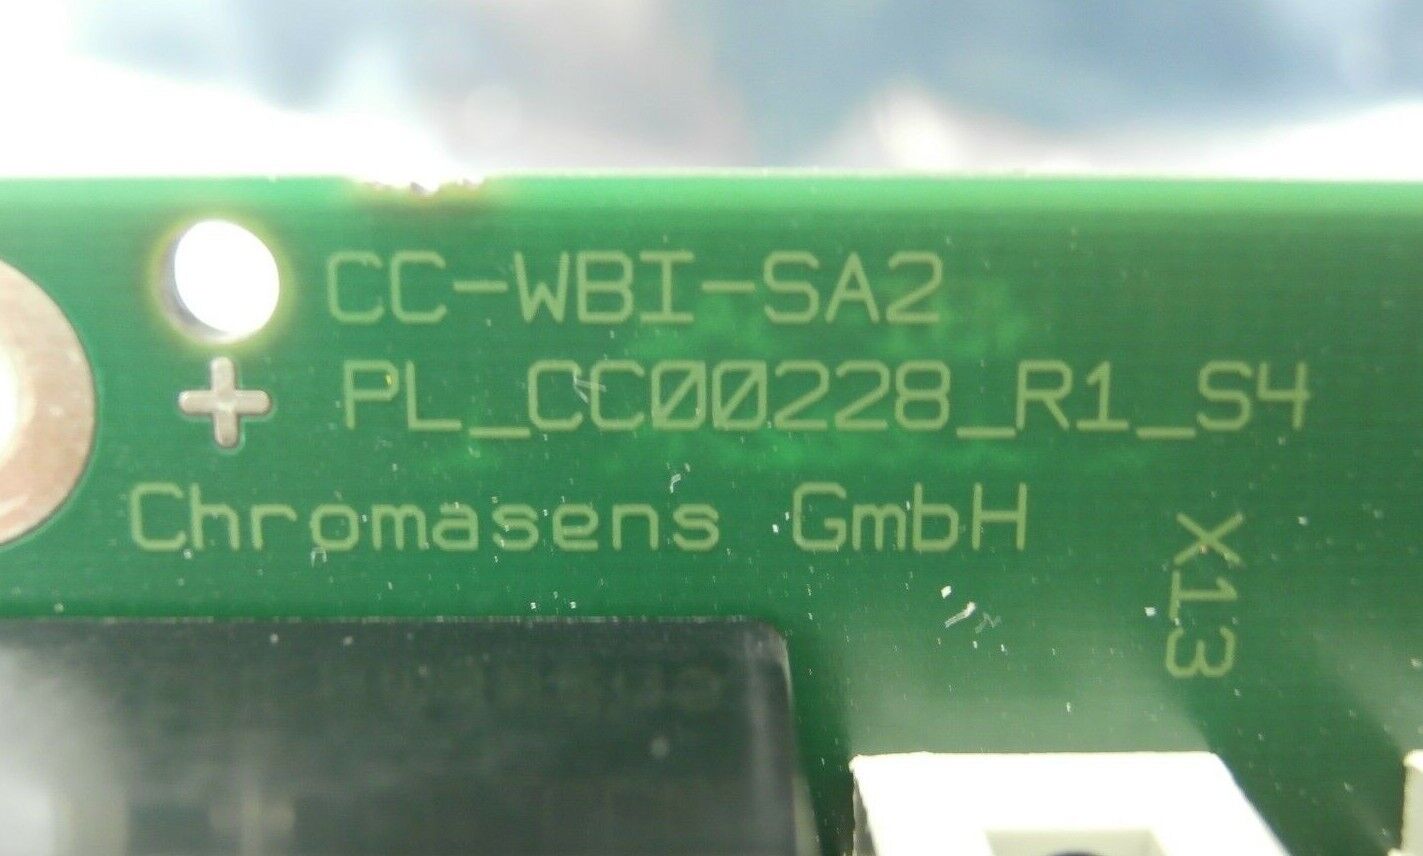 CC-WBI-SA2
PL_CC00228_R1_S4
Chromasens GmbH
X13